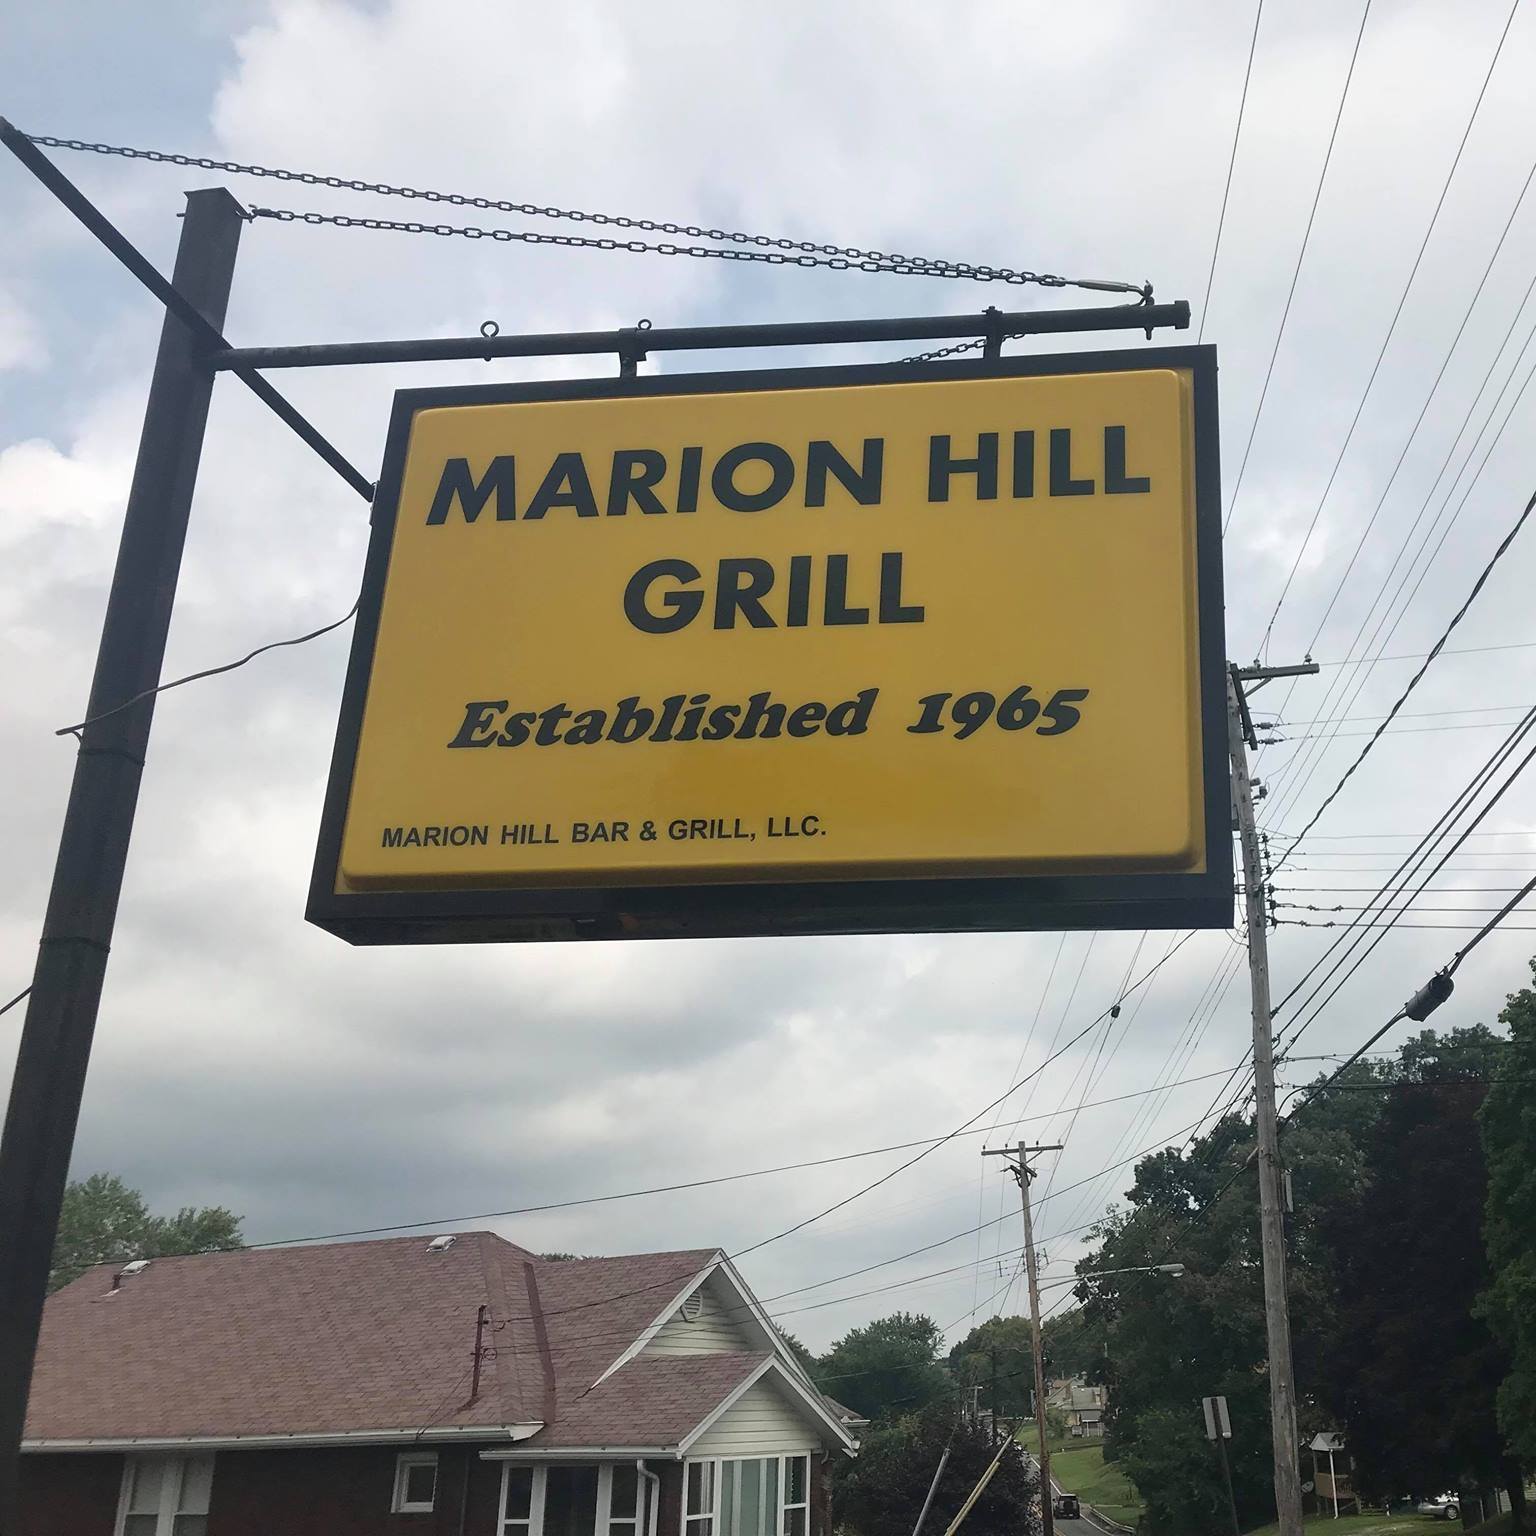 MARION HILL
GRILL
Established 1965
MARION HILL BAR & GRILL, LLC.